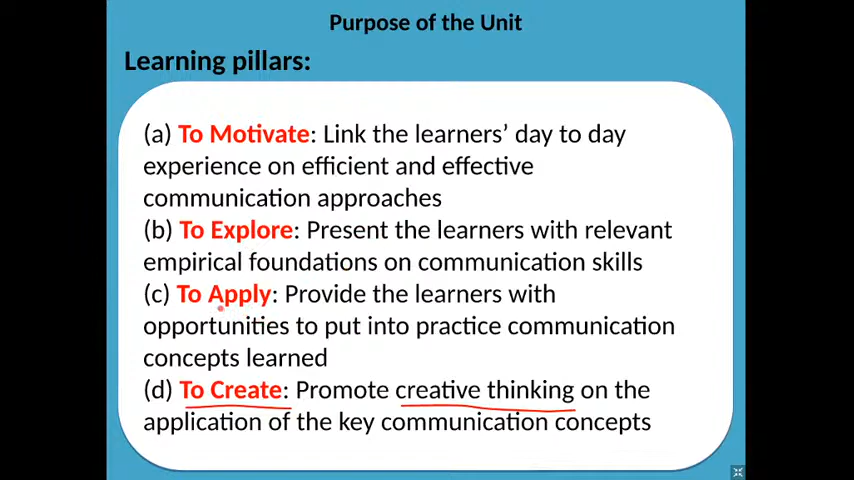 Purpose of the Unit
Learning pillars:
(a) To Motivate: Link the learners’ day to day
experience on efficient and effective
communication approaches
(b) To Explore: Present the learners with relevant
empirical foundations on communication skills
(c) To Apply: Provide the learners with
opportunities to put into practice communication
concepts learned
(d) To Create: Promote creative thinking on the
application of the key communication concepts